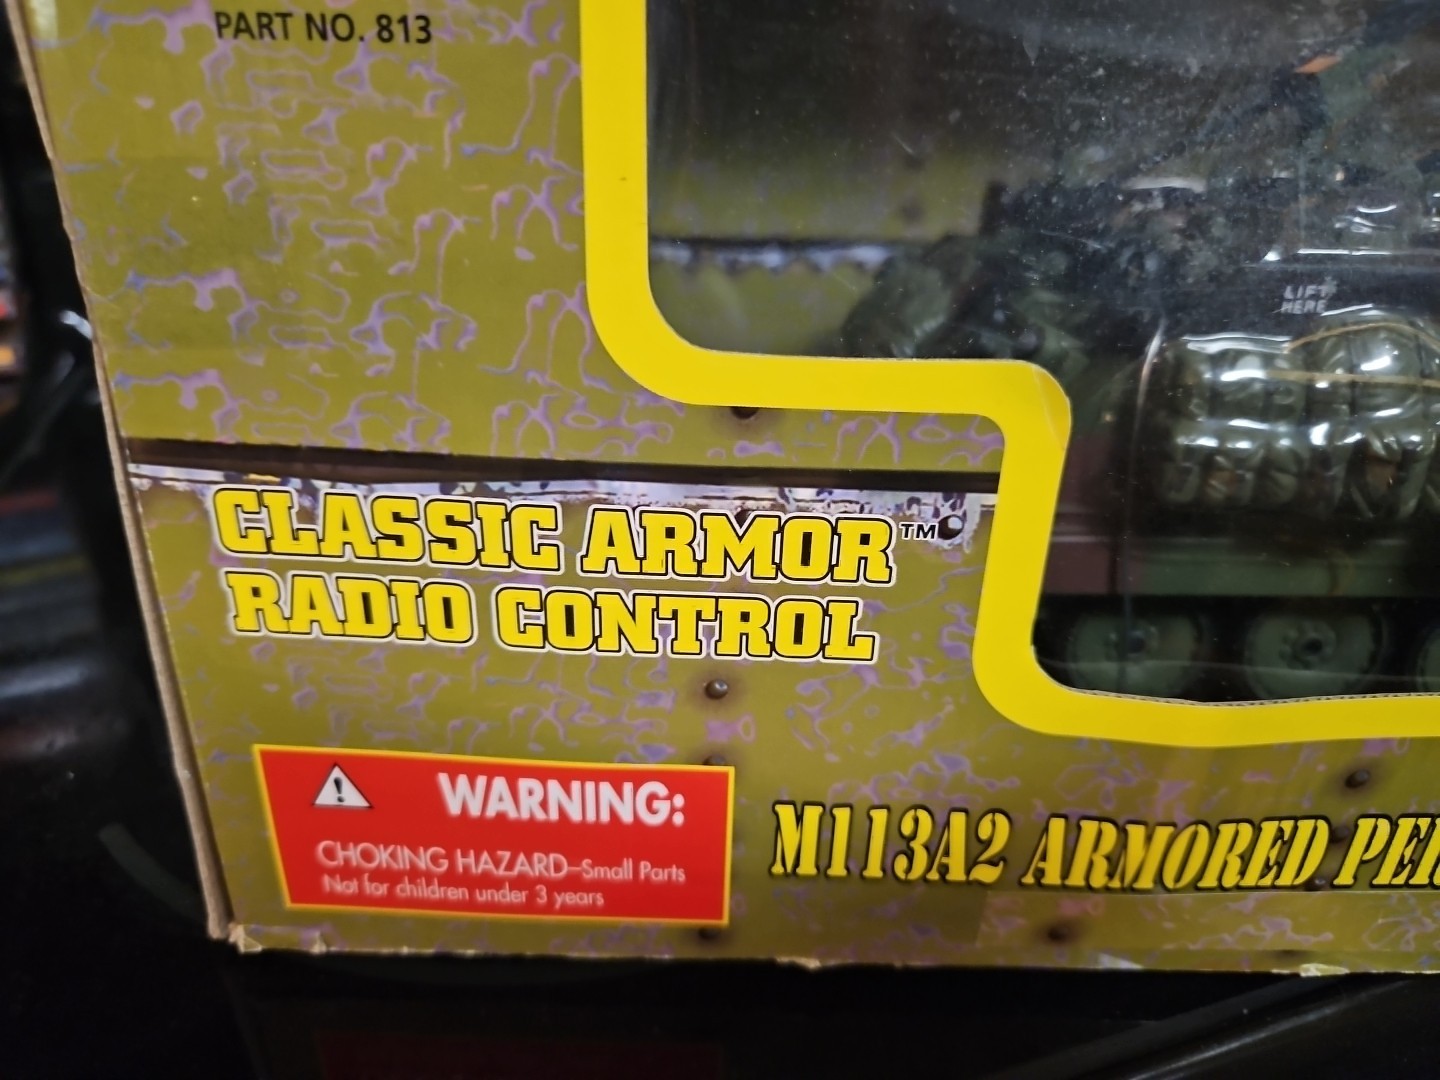 PART NO. 813
LIFT
HERE
CLASSIC ARMOR™
RADIO CONTROL
WARNING:
CHOKING HAZARD–Small Parts
Not for children under 3 years
M113A2 ARMORED PER